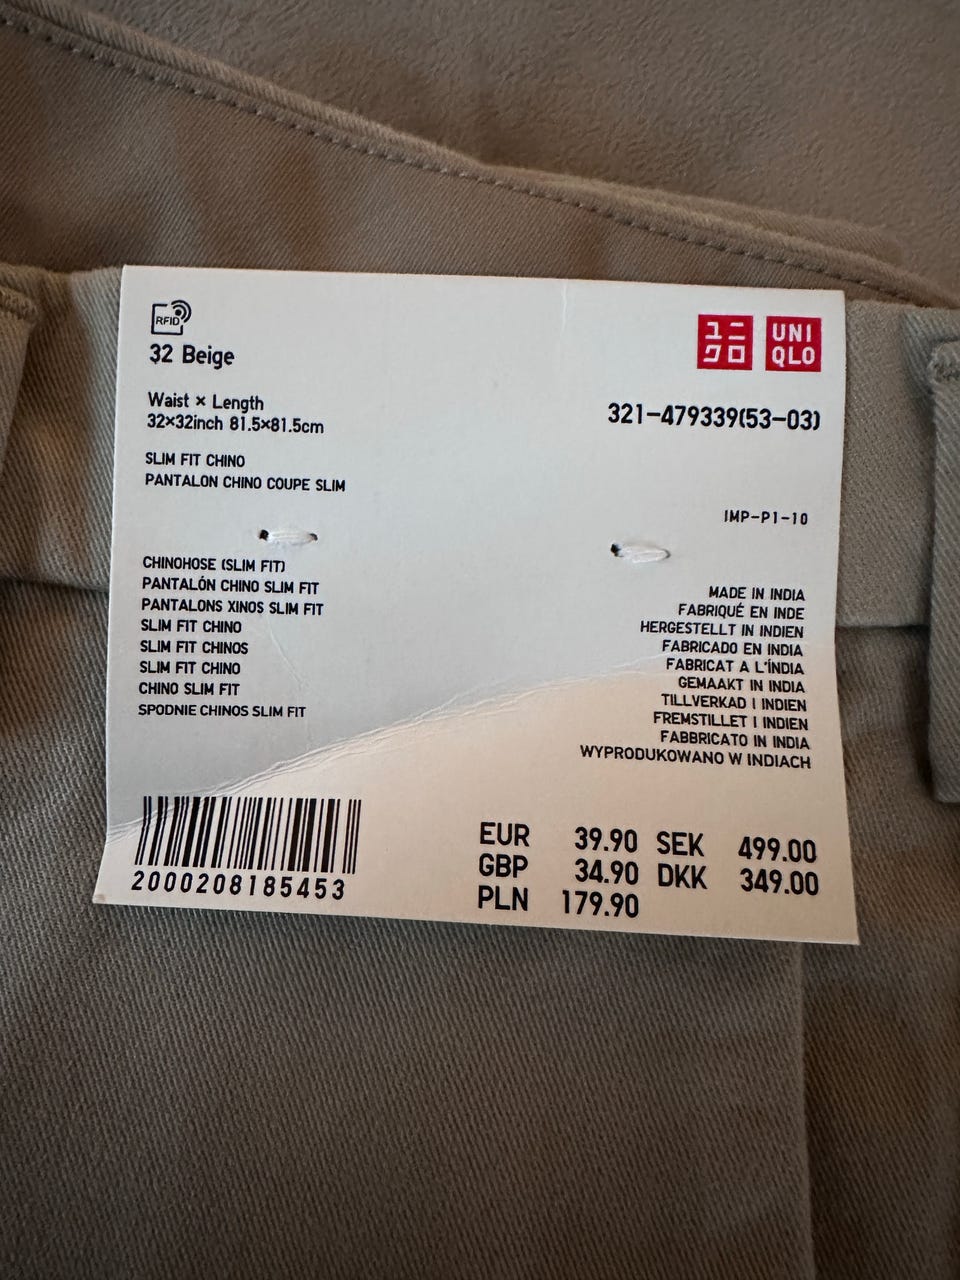 RFID
32 Beige
ユニ
クロ
UNI
QLO
Waist × Length
32×32inch 81.5×81.5cm
321-479339(53-03)
SLIM FIT CHINO
PANTALON CHINO COUPE SLIM
IMP-P1-10
CHINOHOSE (SLIM FIT)
PANTALÓN CHINO SLIM FIT
PANTALONS XINOS SLIM FIT
SLIM FIT CHINO
SLIM FIT CHINOS
SLIM FIT CHINO
CHINO SLIM FIT
SPODNIE CHINOS SLIM FIT
MADE IN INDIA
FABRIQUÉ EN INDE
HERGESTELLT IN INDIEN
FABRICADO EN INDIA
FABRICAT A L'ÍNDIA
GEMAAKT IN INDIA
TILLVERKAD I INDIEN
FREMSTILLET I INDIEN
FABBRICATO IN INDIA
WYPRODUKOWANO W INDIACH
2000208185453
EUR 39.90 SEK 499.00
GBP 34.90 DKK 349.00
PLN 179.90